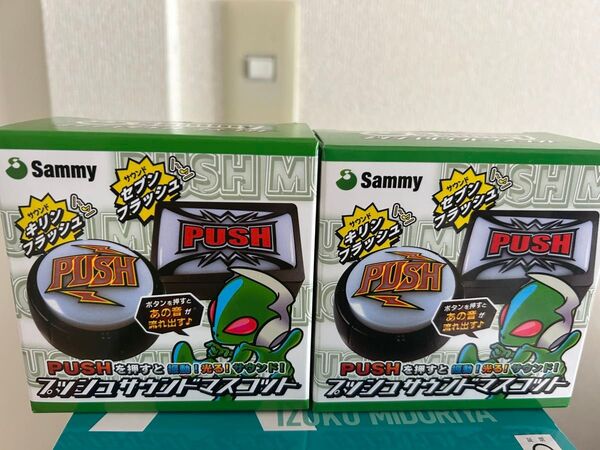 Sammy
サウンド
セブン
フラッシュ
サウンド
キリン
フラッシュ
PUSH
PUSH
ボタンを押すと
あの音が
流れ出す♪
PUSHを押すと 振動!光る!サウンド!
プッシュサウンドマスコット
Sammy
サウンド
セブン
フラッシュ
サウンド
キリン
フラッシュ
PUSH
PUSH
ボタンを押すと
あの音が
流れ出す♪
PUSHを押すと 振動!光る!サウンド!
プッシュサウンドマスコット
IZUKU MIDORIYA